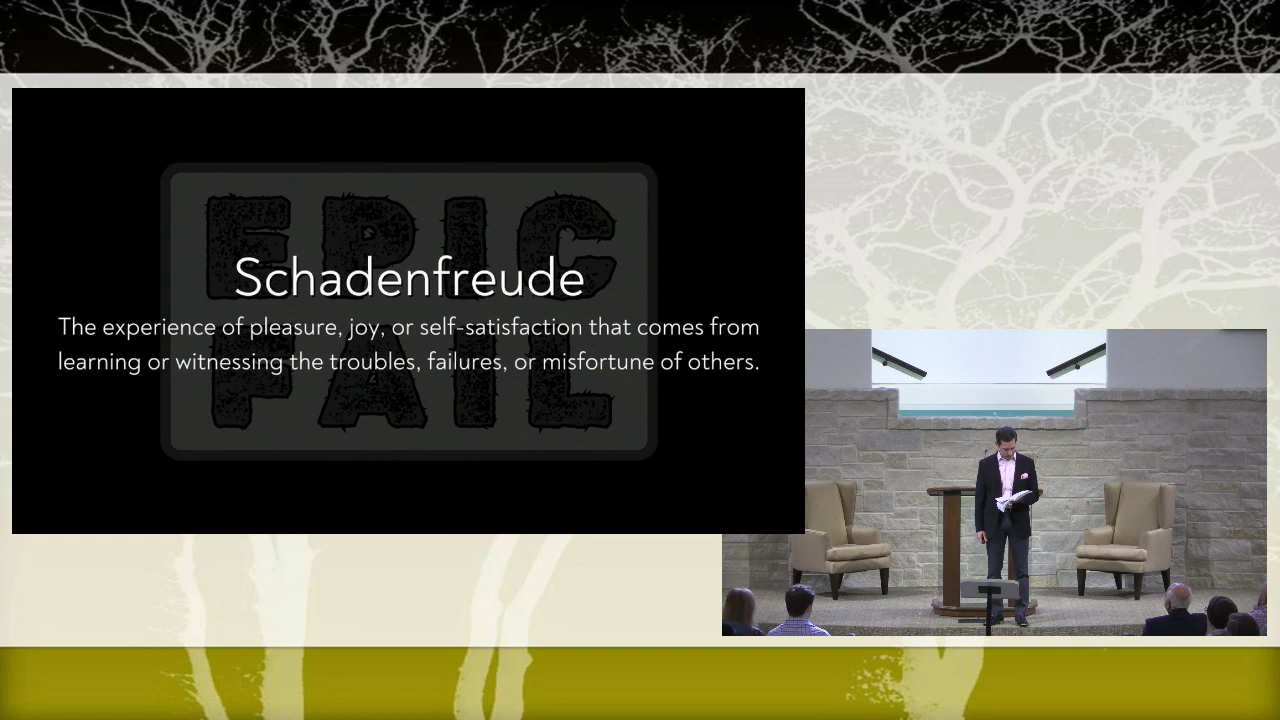 EPIC
FAIL
Schadenfreude
The experience of pleasure, joy, or self-satisfaction that comes from
learning or witnessing the troubles, failures, or misfortune of others.